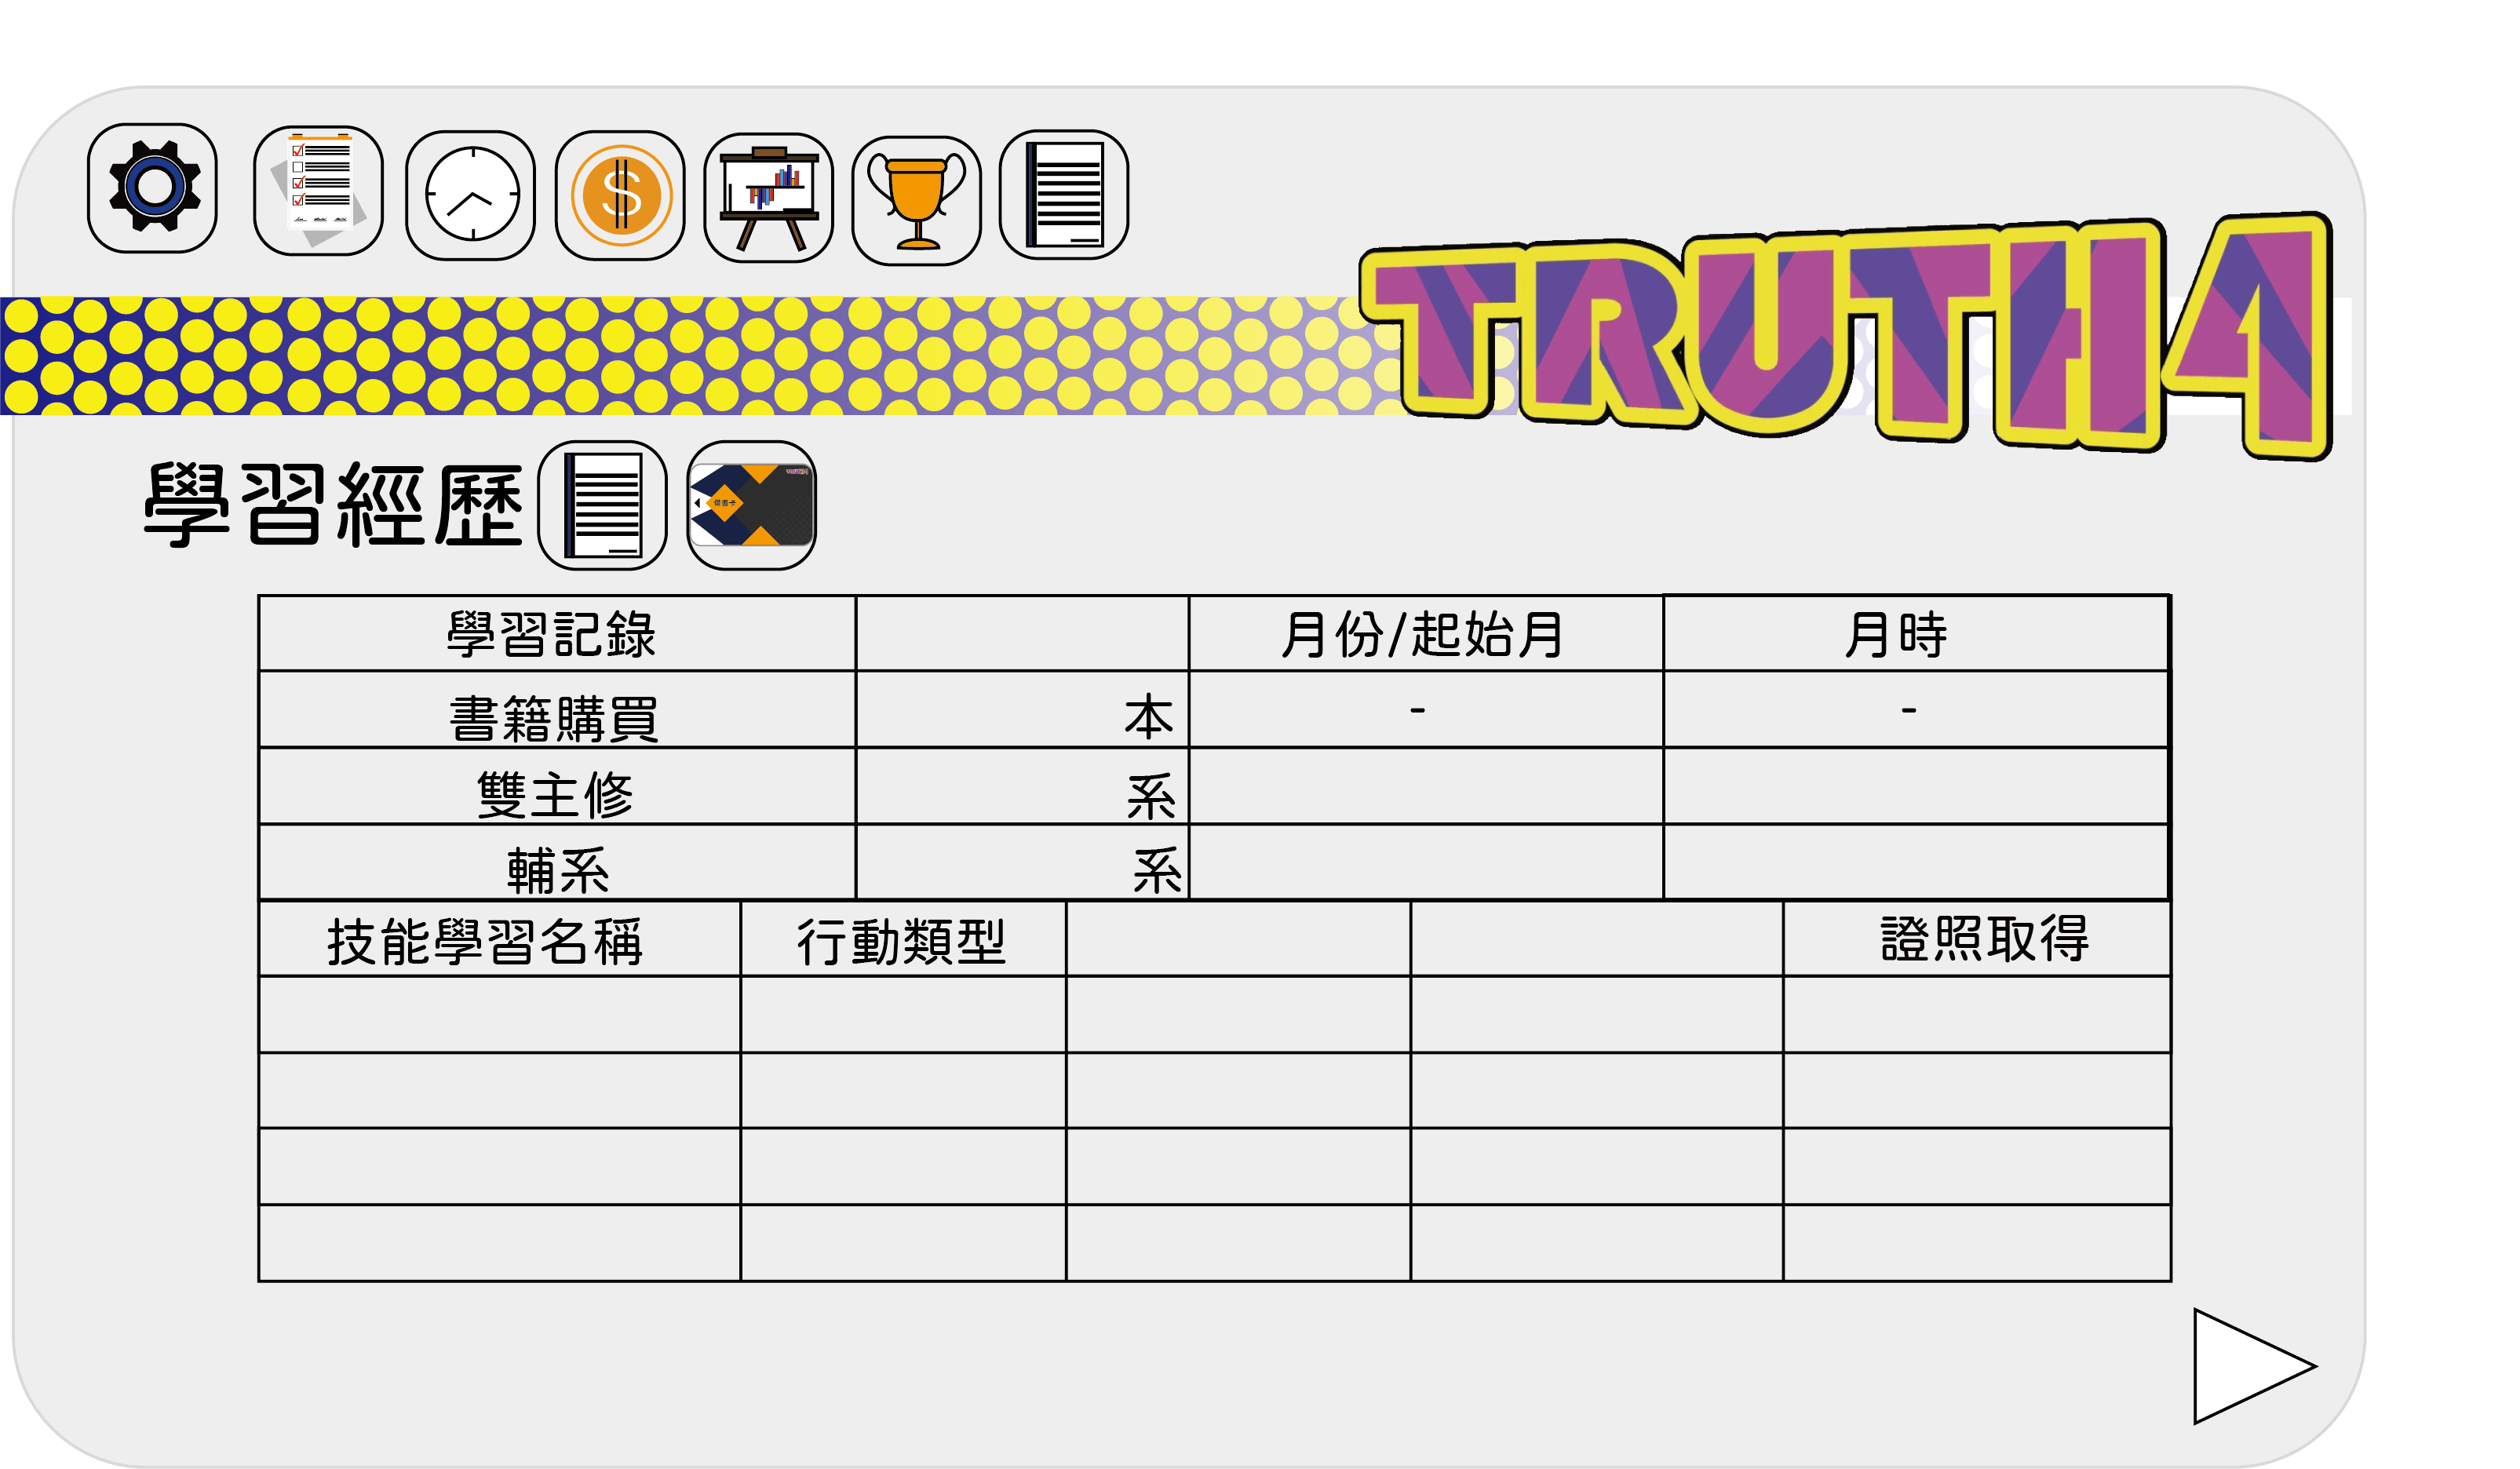 TRUTH4
學習經歷
學習記錄 月份/起始月 月時
書籍購買 本 - -
雙主修 系
輔系 系
技能學習名稱 行動類型 證照取得